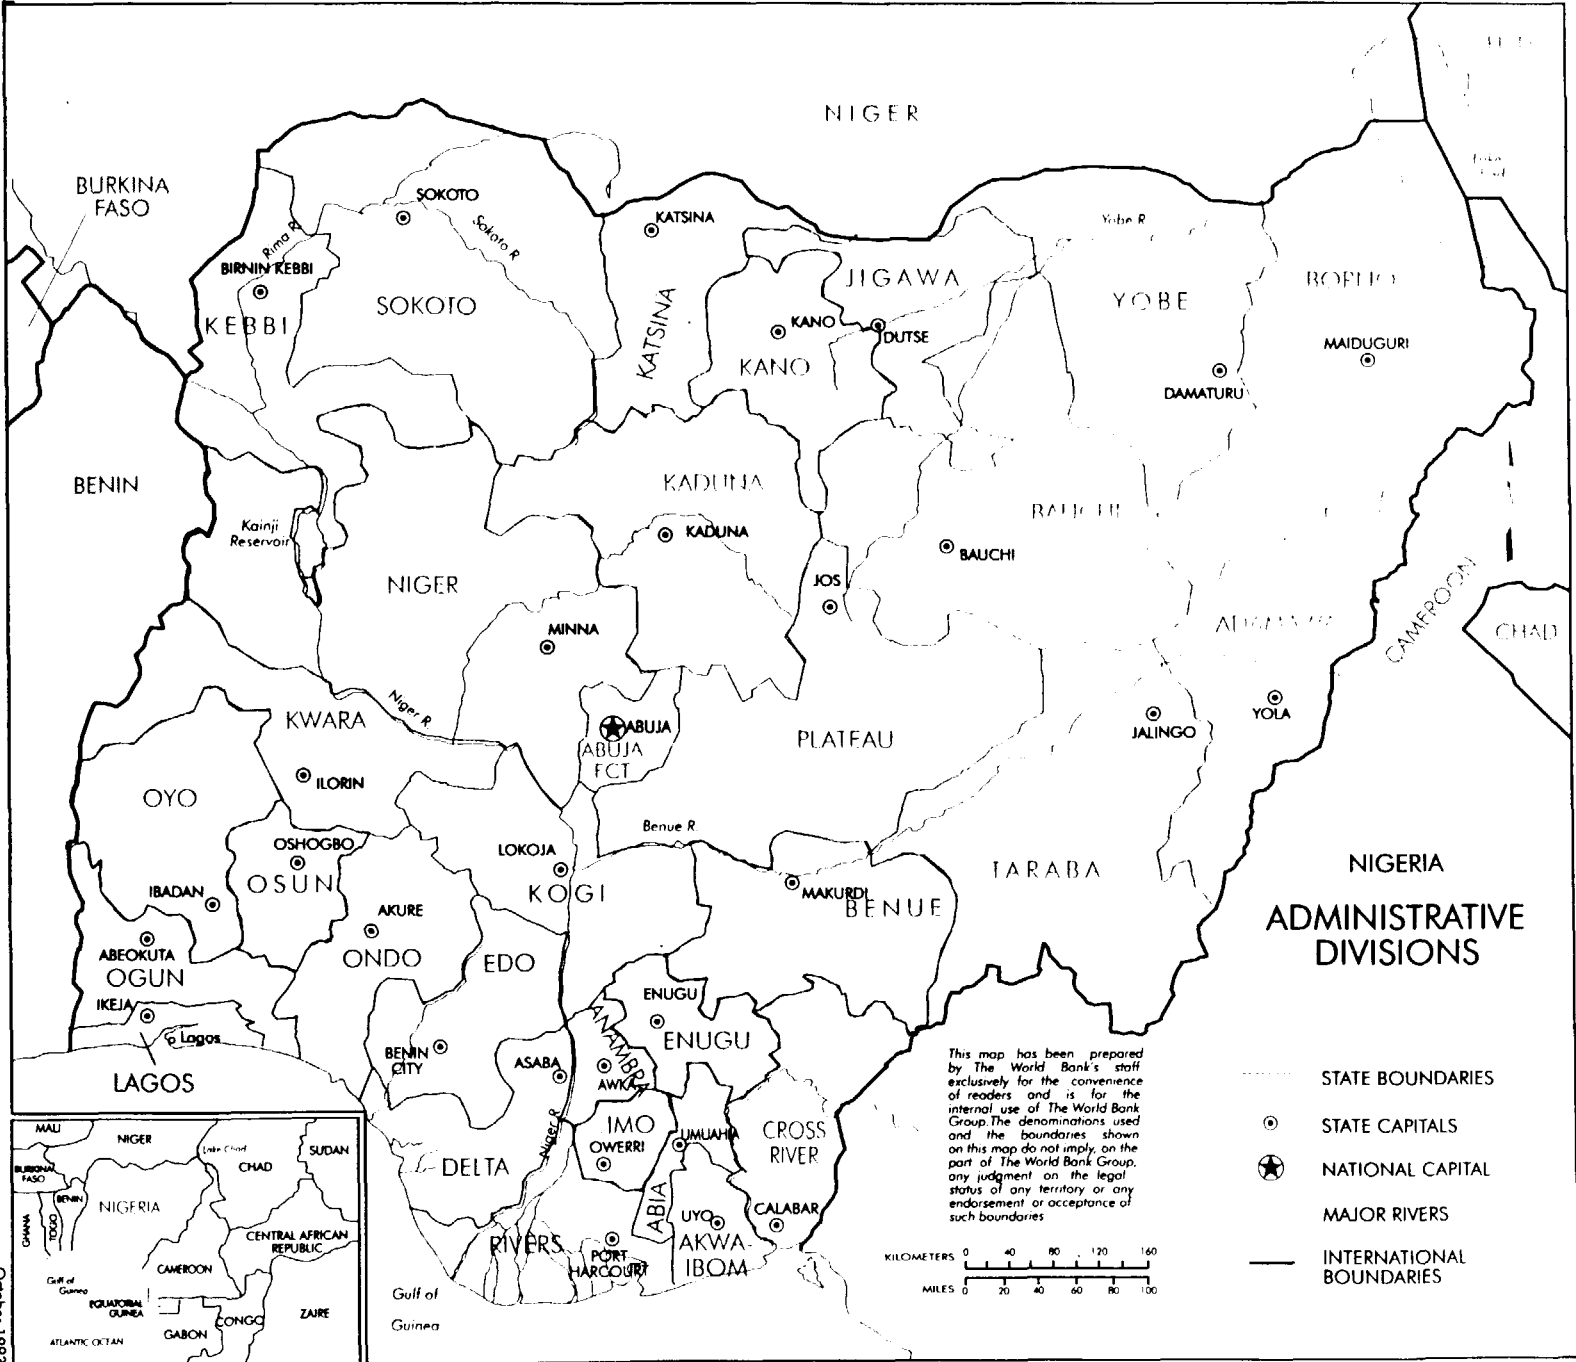 NIGER
BURKINA
FASO
SOKOTO
Sokoto R
KATSINA
Yobe R
Rima R
BIRNIN KEBBI
KEBBI
SOKOTO
KATSINA
JIGAWA
YOBE
KANO
DUTSE
KANO
MAIDUGURI
DAMATURU
BENIN
KADUNA
Kainji
Reservoir
KADUNA
BAUCHI
BAUCHI
NIGER
JOS
MINNA
CAMEROON
CHAD
Niger R
KWARA
ABUJA
ABUJA
FCT
PLATEAU
JALINGO
YOLA
ILORIN
OYO
Benue R.
OSHOGBO
LOKOJA
OSUN
KOGI
TARABA
IBADAN
MAKURDI
BENUE
AKURE
ABEOKUTA
OGUN
ONDO
EDO
IKEJA
Lagos
LAGOS
ENUGU
ENUGU
ANAMBRA
BENIN
CITY
ASABA
AWKA
IMO
OWERRI
UMUAHIA
CROSS
RIVER
Niger R
DELTA
ABIA
UYO
CALABAR
RIVERS
PORT
HARCOURT
AKWA
IBOM
Gulf of
Guinea
NIGERIA
ADMINISTRATIVE
DIVISIONS
This map has been prepared
by The World Bank's staff
exclusively for the convenience
of readers and is for the
internal use of The World Bank
Group. The denominations used
and the boundaries shown
on this map do not imply, on the
part of The World Bank Group,
any judgment on the legal
status of any territory or any
endorsement or acceptance of
such boundaries
STATE BOUNDARIES
STATE CAPITALS
NATIONAL CAPITAL
MAJOR RIVERS
INTERNATIONAL
BOUNDARIES
KILOMETERS 0 40 80 120 160
MILES 0 20 40 60 80 100
MALI
NIGER
Lake Chad
SUDAN
CHAD
BURKINA
FASO
BENIN
NIGERIA
GHANA
TOGO
CENTRAL AFRICAN
REPUBLIC
CAMEROON
Gulf of
Guinea
EQUATORIAL
GUINEA
GABON
CONGO
ZAIRE
ATLANTIC OCEAN